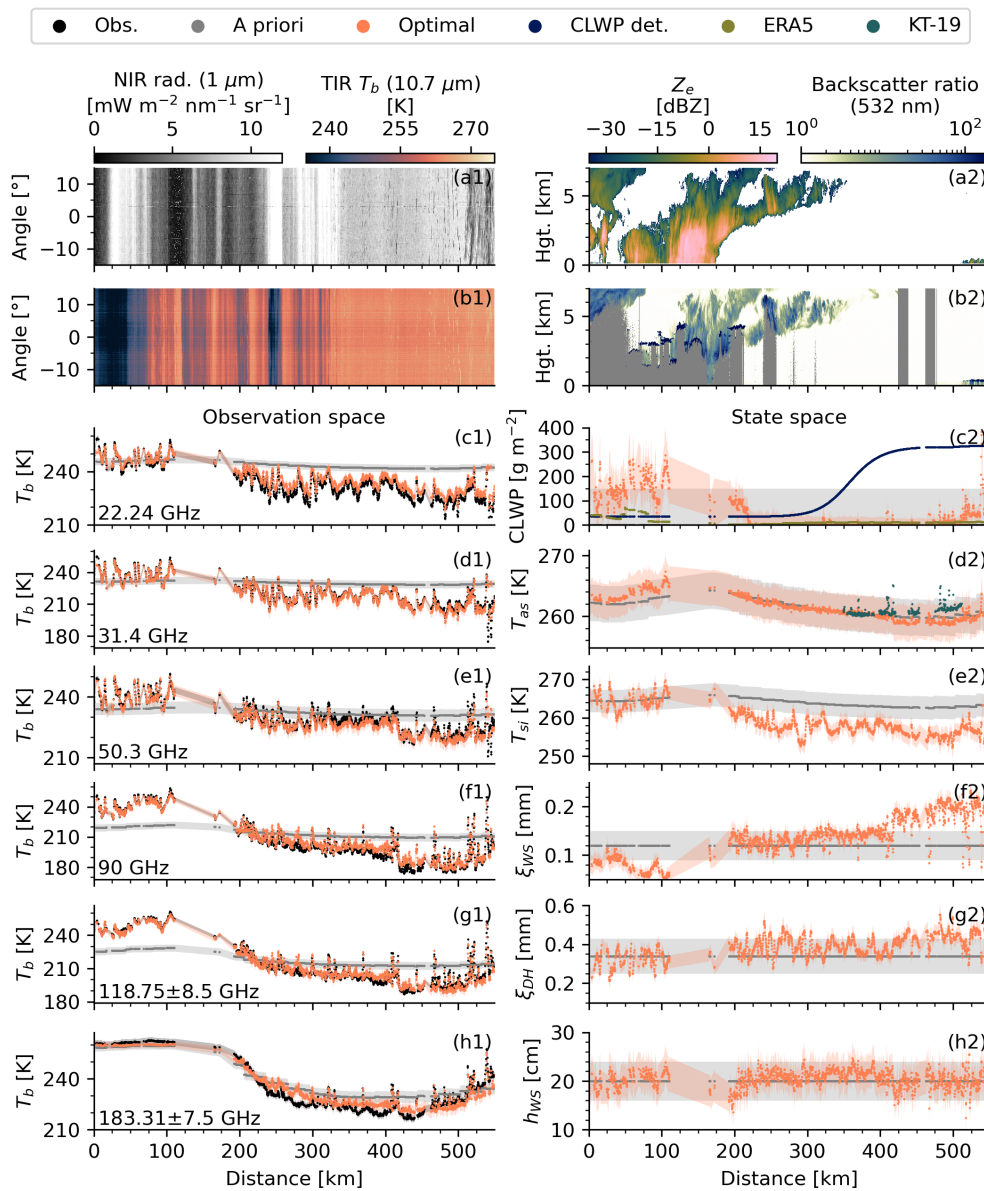 Obs. A priori Optimal CLWP det. ERA5 KT-19
NIR rad. (1 μm)
[mW m⁻² nm⁻¹ sr⁻¹]
0 5 10
TIR T_b (10.7 μm)
[K]
240 255 270
Z_e
[dBZ]
−30 −15 0 15
Backscatter ratio
(532 nm)
10⁰ 10²
Angle [°]
10
0
−10
(a1)
Hgt. [km]
5
0
(a2)
Angle [°]
10
0
−10
(b1)
Hgt. [km]
5
0
(b2)
Observation space
State space
T_b [K]
240
210
(c1)
22.24 GHz
CLWP [g m⁻²]
400
300
200
100
0
(c2)
T_b [K]
240
210
180
(d1)
31.4 GHz
T_as [K]
270
260
(d2)
T_b [K]
240
210
(e1)
50.3 GHz
T_si [K]
270
260
250
(e2)
T_b [K]
240
210
180
(f1)
90 GHz
ξ_WS [mm]
0.2
0.1
(f2)
T_b [K]
240
210
180
(g1)
118.75±8.5 GHz
ξ_DH [mm]
0.6
0.4
0.2
(g2)
T_b [K]
240
210
(h1)
183.31±7.5 GHz
h_WS [cm]
30
20
10
(h2)
0 100 200 300 400 500
Distance [km]
0 100 200 300 400 500
Distance [km]